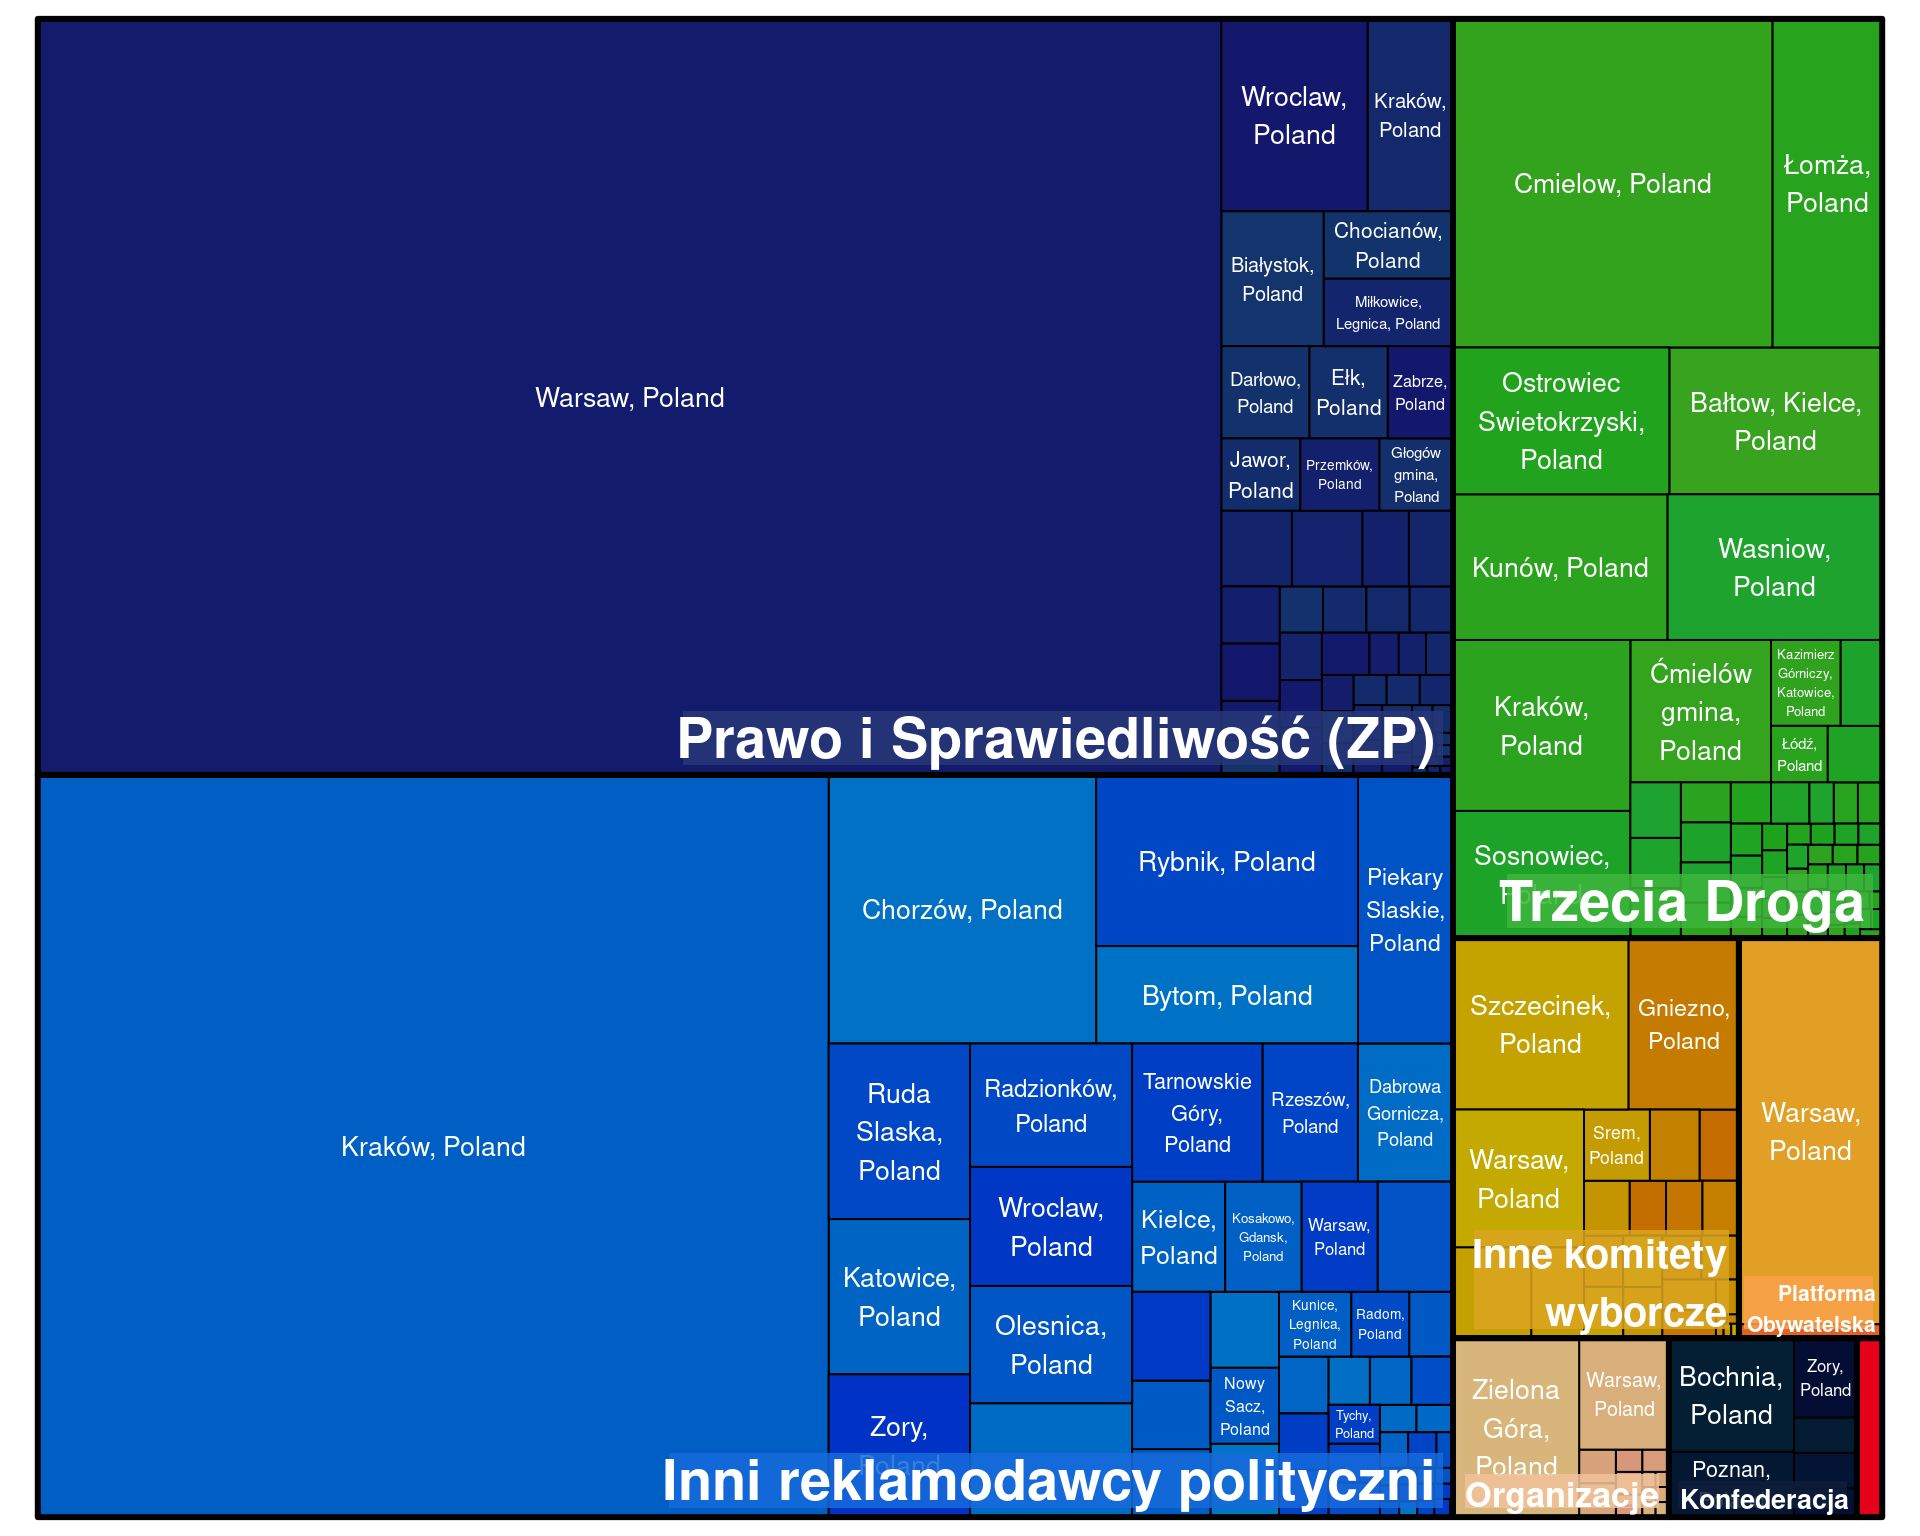 Warsaw, Poland
Wroclaw,
Poland
Kraków,
Poland
Białystok,
Poland
Chocianów,
Poland
Miłkowice,
Legnica, Poland
Darłowo,
Poland
Ełk,
Poland
Zabrze,
Poland
Jawor,
Poland
Przemków,
Poland
Głogów
gmina,
Poland
Prawo i Sprawiedliwość (ZP)
Kraków, Poland
Chorzów, Poland
Rybnik, Poland
Bytom, Poland
Piekary
Slaskie,
Poland
Ruda
Slaska,
Poland
Katowice,
Poland
Zory,
Poland
Radzionków,
Poland
Wroclaw,
Poland
Olesnica,
Poland
Tarnowskie
Góry,
Poland
Rzeszów,
Poland
Dabrowa
Gornicza,
Poland
Kielce,
Poland
Kosakowo,
Gdansk,
Poland
Warsaw,
Poland
Kunice,
Legnica,
Poland
Radom,
Poland
Nowy
Sacz,
Poland
Tychy,
Poland
Inni reklamodawcy polityczni
Cmielow, Poland
Łomża,
Poland
Ostrowiec
Swietokrzyski,
Poland
Bałtow, Kielce,
Poland
Kunów, Poland
Wasniow,
Poland
Kraków,
Poland
Ćmielów
gmina,
Poland
Kazimierz
Górniczy,
Katowice,
Poland
Łódź,
Poland
Sosnowiec,
Trzecia Droga
Szczecinek,
Poland
Gniezno,
Poland
Warsaw,
Poland
Srem,
Poland
Inne komitety
wyborcze
Warsaw,
Poland
Platforma
Obywatelska
Zielona
Góra,
Poland
Warsaw,
Poland
Organizacje
Bochnia,
Poland
Zory,
Poland
Poznan,
Konfederacja